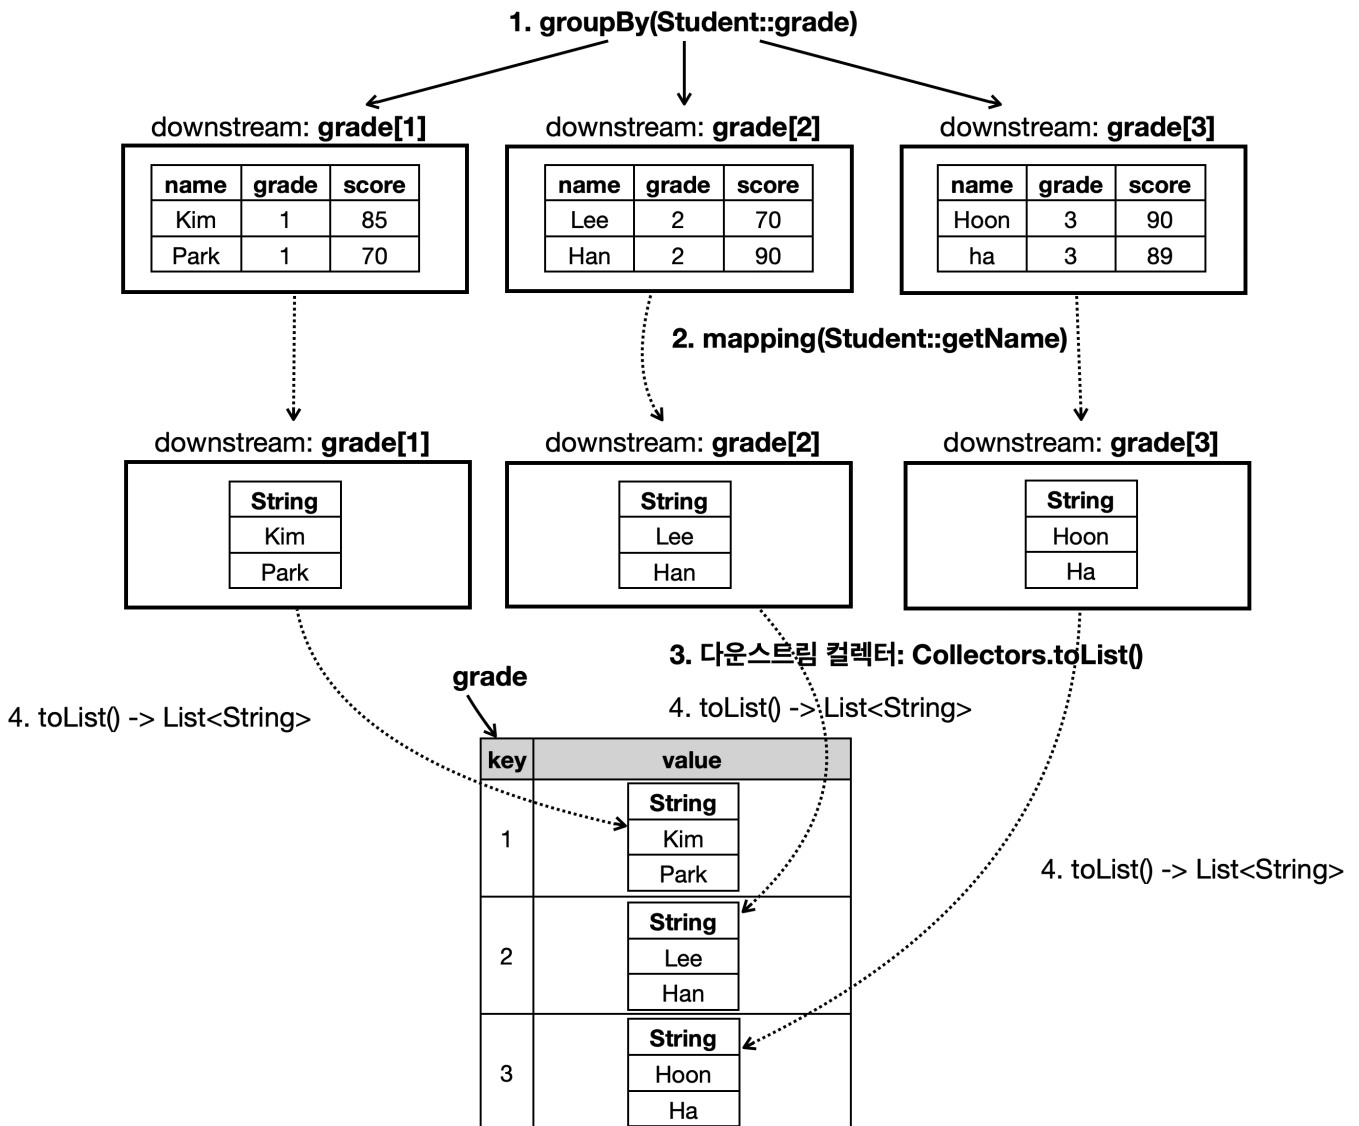 1. groupBy(Student::grade)
downstream: grade[1]
name grade score
Kim 1 85
Park 1 70
downstream: grade[2]
name grade score
Lee 2 70
Han 2 90
downstream: grade[3]
name grade score
Hoon 3 90
ha 3 89
2. mapping(Student::getName)
downstream: grade[1]
String
Kim
Park
downstream: grade[2]
String
Lee
Han
downstream: grade[3]
String
Hoon
Ha
3. 다운스트림 컬렉터: Collectors.toList()
grade
4. toList() -> List<String>
4. toList() -> List<String>
4. toList() -> List<String>
key value
1
String
Kim
Park
2
String
Lee
Han
3
String
Hoon
Ha